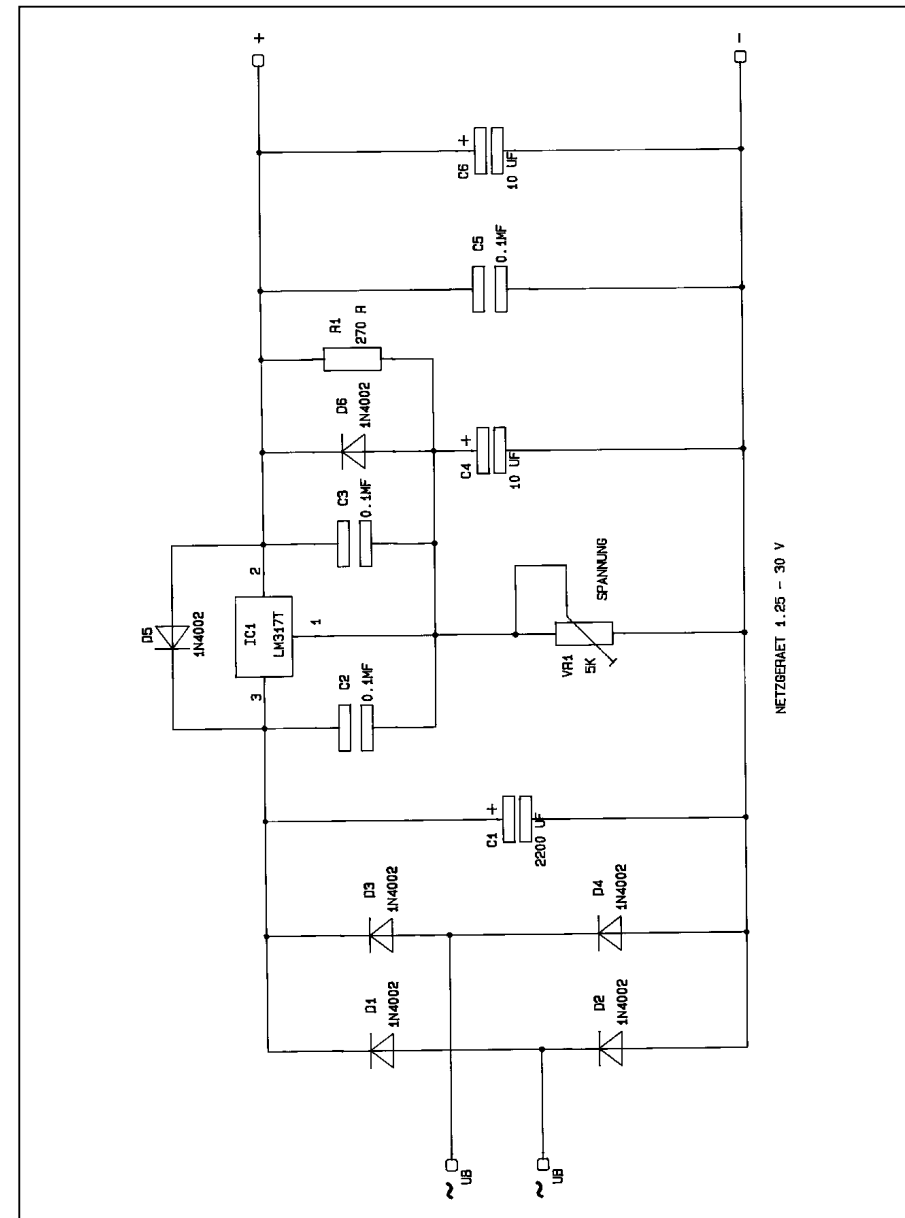 +
-
C6
+
10 UF
C5
0.1MF
R1
270 R
D6
1N4002
C4
+
10 UF
C3
0.1MF
D5
1N4002
2
IC1
LM317T
1
3
SPANNUNG
VR1
5K
C2
0.1MF
C1
+
2200 UF
D3
1N4002
D4
1N4002
D1
1N4002
D2
1N4002
~
UB
~
UB
NETZGERAET 1.25 - 30 V